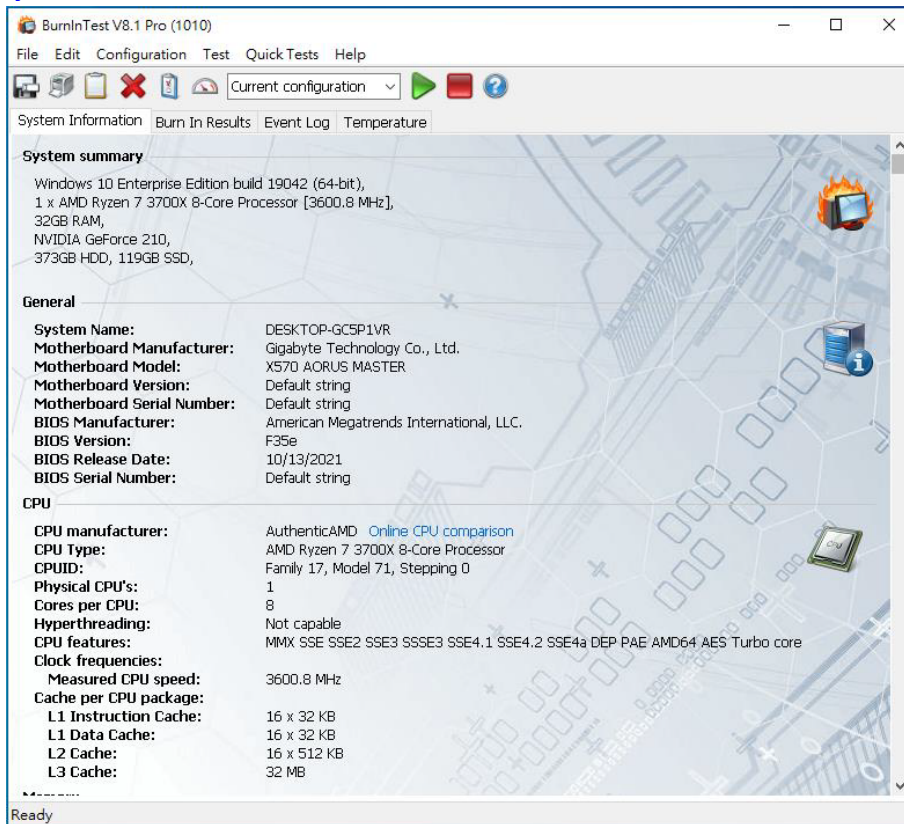 BurnInTest V8.1 Pro (1010)
File Edit Configuration Test Quick Tests Help
Current configuration
System Information Burn In Results Event Log Temperature
System summary
Windows 10 Enterprise Edition build 19042 (64-bit),
1 x AMD Ryzen 7 3700X 8-Core Processor [3600.8 MHz],
32GB RAM,
NVIDIA GeForce 210,
373GB HDD, 119GB SSD,
General
System Name: DESKTOP-GC5P1VR
Motherboard Manufacturer: Gigabyte Technology Co., Ltd.
Motherboard Model: X570 AORUS MASTER
Motherboard Version: Default string
Motherboard Serial Number: Default string
BIOS Manufacturer: American Megatrends International, LLC.
BIOS Version: F35e
BIOS Release Date: 10/13/2021
BIOS Serial Number: Default string
CPU
CPU manufacturer: AuthenticAMD Online CPU comparison
CPU Type: AMD Ryzen 7 3700X 8-Core Processor
CPUID: Family 17, Model 71, Stepping 0
Physical CPU's: 1
Cores per CPU: 8
Hyperthreading: Not capable
CPU features: MMX SSE SSE2 SSE3 SSSE3 SSE4.1 SSE4.2 SSE4a DEP PAE AMD64 AES Turbo core
Clock frequencies:
Measured CPU speed: 3600.8 MHz
Cache per CPU package:
L1 Instruction Cache: 16 x 32 KB
L1 Data Cache: 16 x 32 KB
L2 Cache: 16 x 512 KB
L3 Cache: 32 MB
Ready